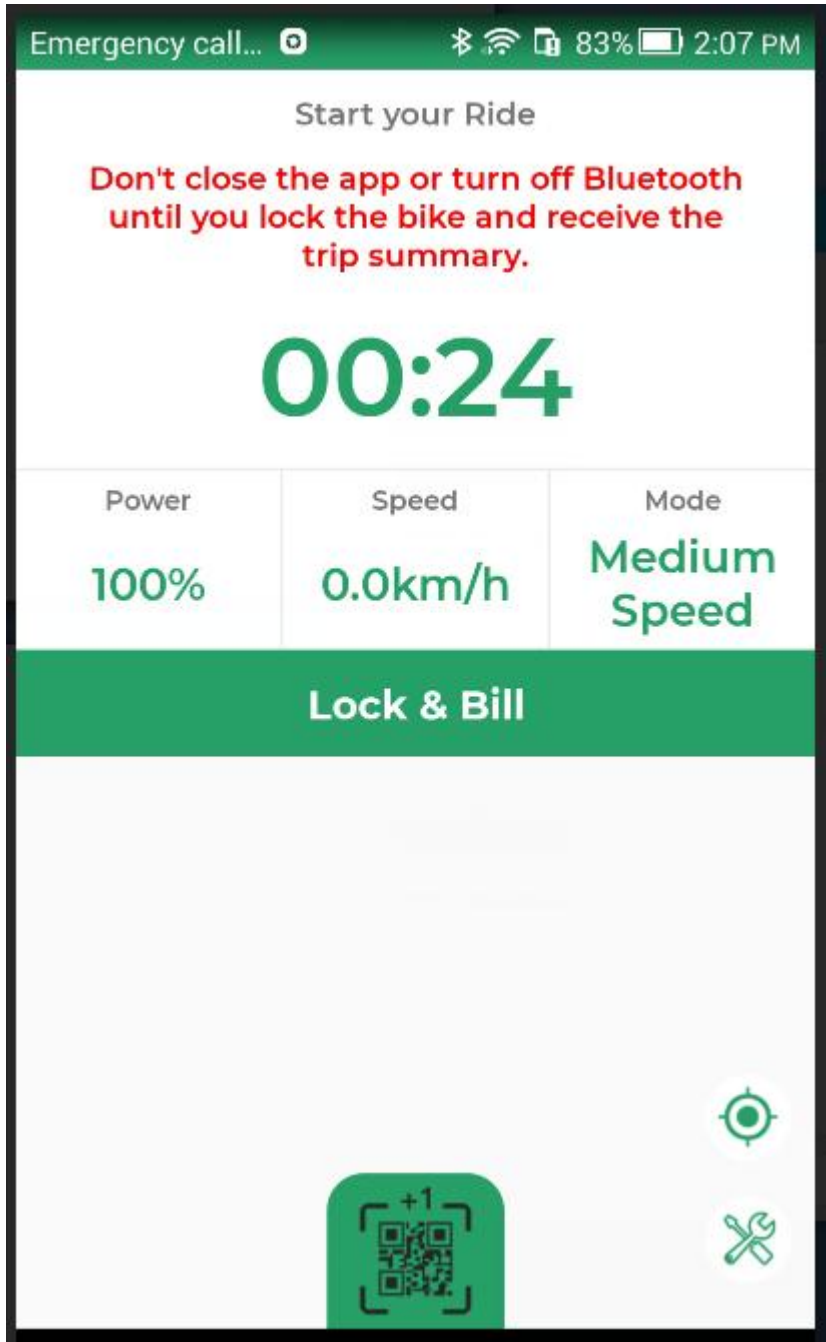 Emergency call... 83% 2:07 PM
Start your Ride
Don't close the app or turn off Bluetooth
until you lock the bike and receive the
trip summary.
00:24
Power Speed Mode
100% 0.0km/h Medium
Speed
Lock & Bill
+1